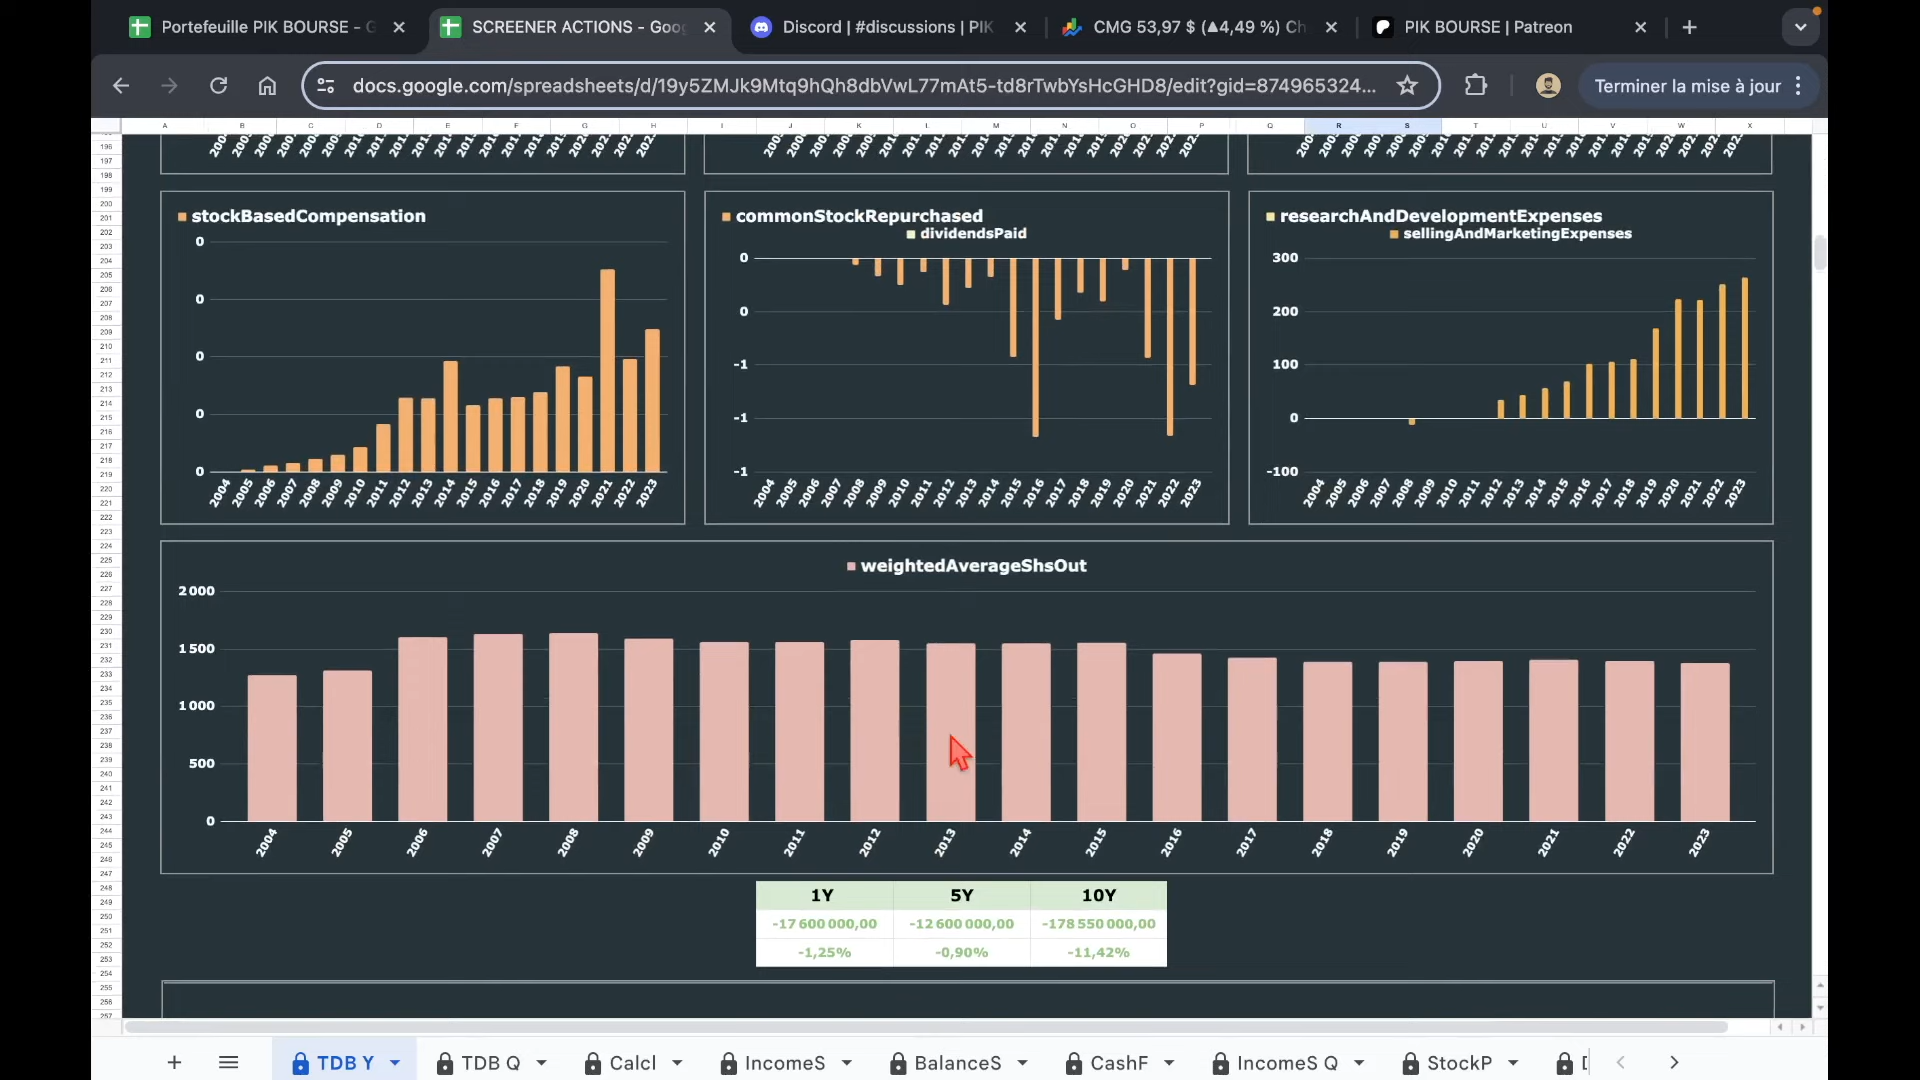 Portefeuille PIK BOURSE - G
SCREENER ACTIONS - Goog
Discord | #discussions | PIK
CMG 53,97 $ (▲4,49 %) Ch
PIK BOURSE | Patreon
docs.google.com/spreadsheets/d/19y5ZMJk9Mtq9hQh8dbVwL77mAt5-td8rTwbYsHcGHD8/edit?gid=874965324...
Terminer la mise à jour
A B C D E F G H I J K L M N O P Q R S T U V W X
stockBasedCompensation
0
0
0
0
0
2004 2005 2006 2007 2008 2009 2010 2011 2012 2013 2014 2015 2016 2017 2018 2019 2020 2021 2022 2023
commonStockRepurchased
dividendsPaid
0
0
-1
-1
-1
2004 2005 2006 2007 2008 2009 2010 2011 2012 2013 2014 2015 2016 2017 2018 2019 2020 2021 2022 2023
researchAndDevelopmentExpenses
sellingAndMarketingExpenses
300
200
100
0
-100
2004 2005 2006 2007 2008 2009 2010 2011 2012 2013 2014 2015 2016 2017 2018 2019 2020 2021 2022 2023
weightedAverageShsOut
2 000
1 500
1 000
500
0
2004 2005 2006 2007 2008 2009 2010 2011 2012 2013 2014 2015 2016 2017 2018 2019 2020 2021 2022 2023
1Y 5Y 10Y
-17 600 000,00 -12 600 000,00 -178 550 000,00
-1,25% -0,90% -11,42%
TDB Y TDB Q Calcl IncomeS BalanceS CashF IncomeS Q StockP